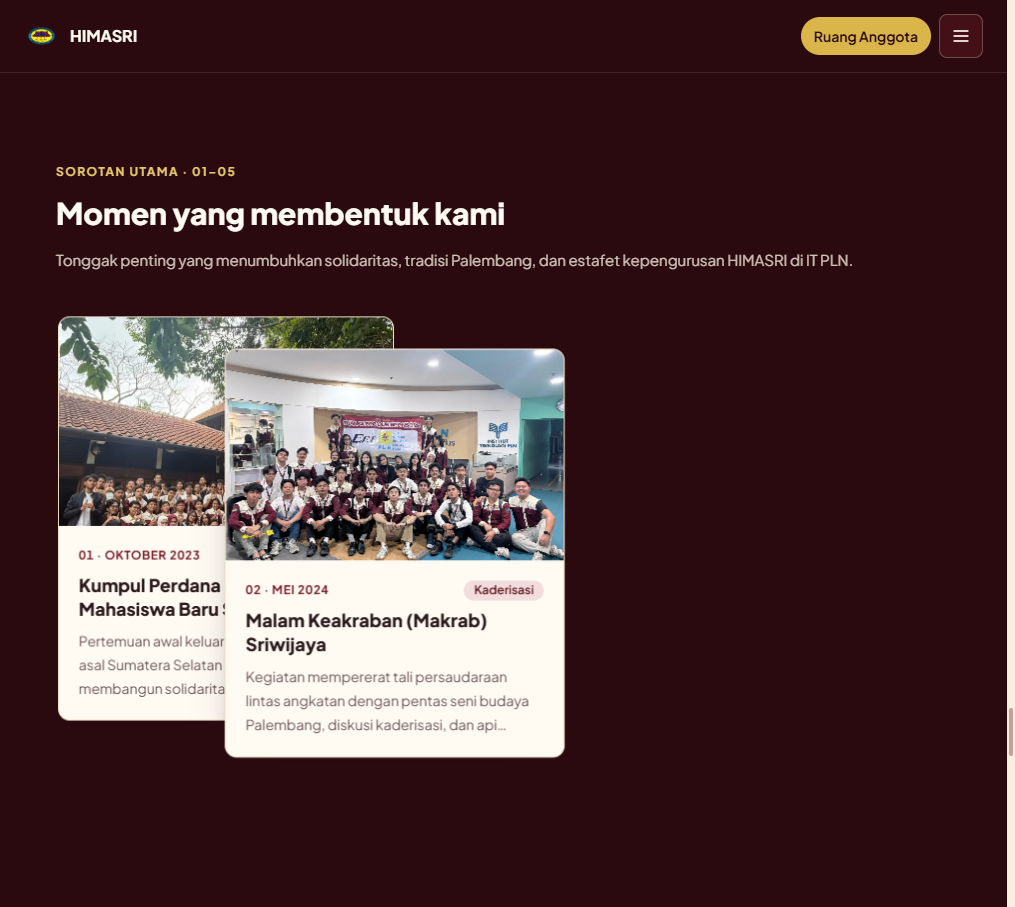 HIMASRI
Ruang Anggota
SOROTAN UTAMA · 01–05
Momen yang membentuk kami
Tonggak penting yang menumbuhkan solidaritas, tradisi Palembang, dan estafet kepengurusan HIMASRI di IT PLN.
01 · OKTOBER 2023
Kumpul Perdana
Mahasiswa Baru
Pertemuan awal
asal Sumatera Selatan
membangun
INSTITUT
TEKNOLOGI PLN
02 · MEI 2024
Kaderisasi
Malam Keakraban (Makrab)
Sriwijaya
Kegiatan mempererat tali persaudaraan
lintas angkatan dengan pentas seni budaya
Palembang, diskusi kaderisasi, dan api…